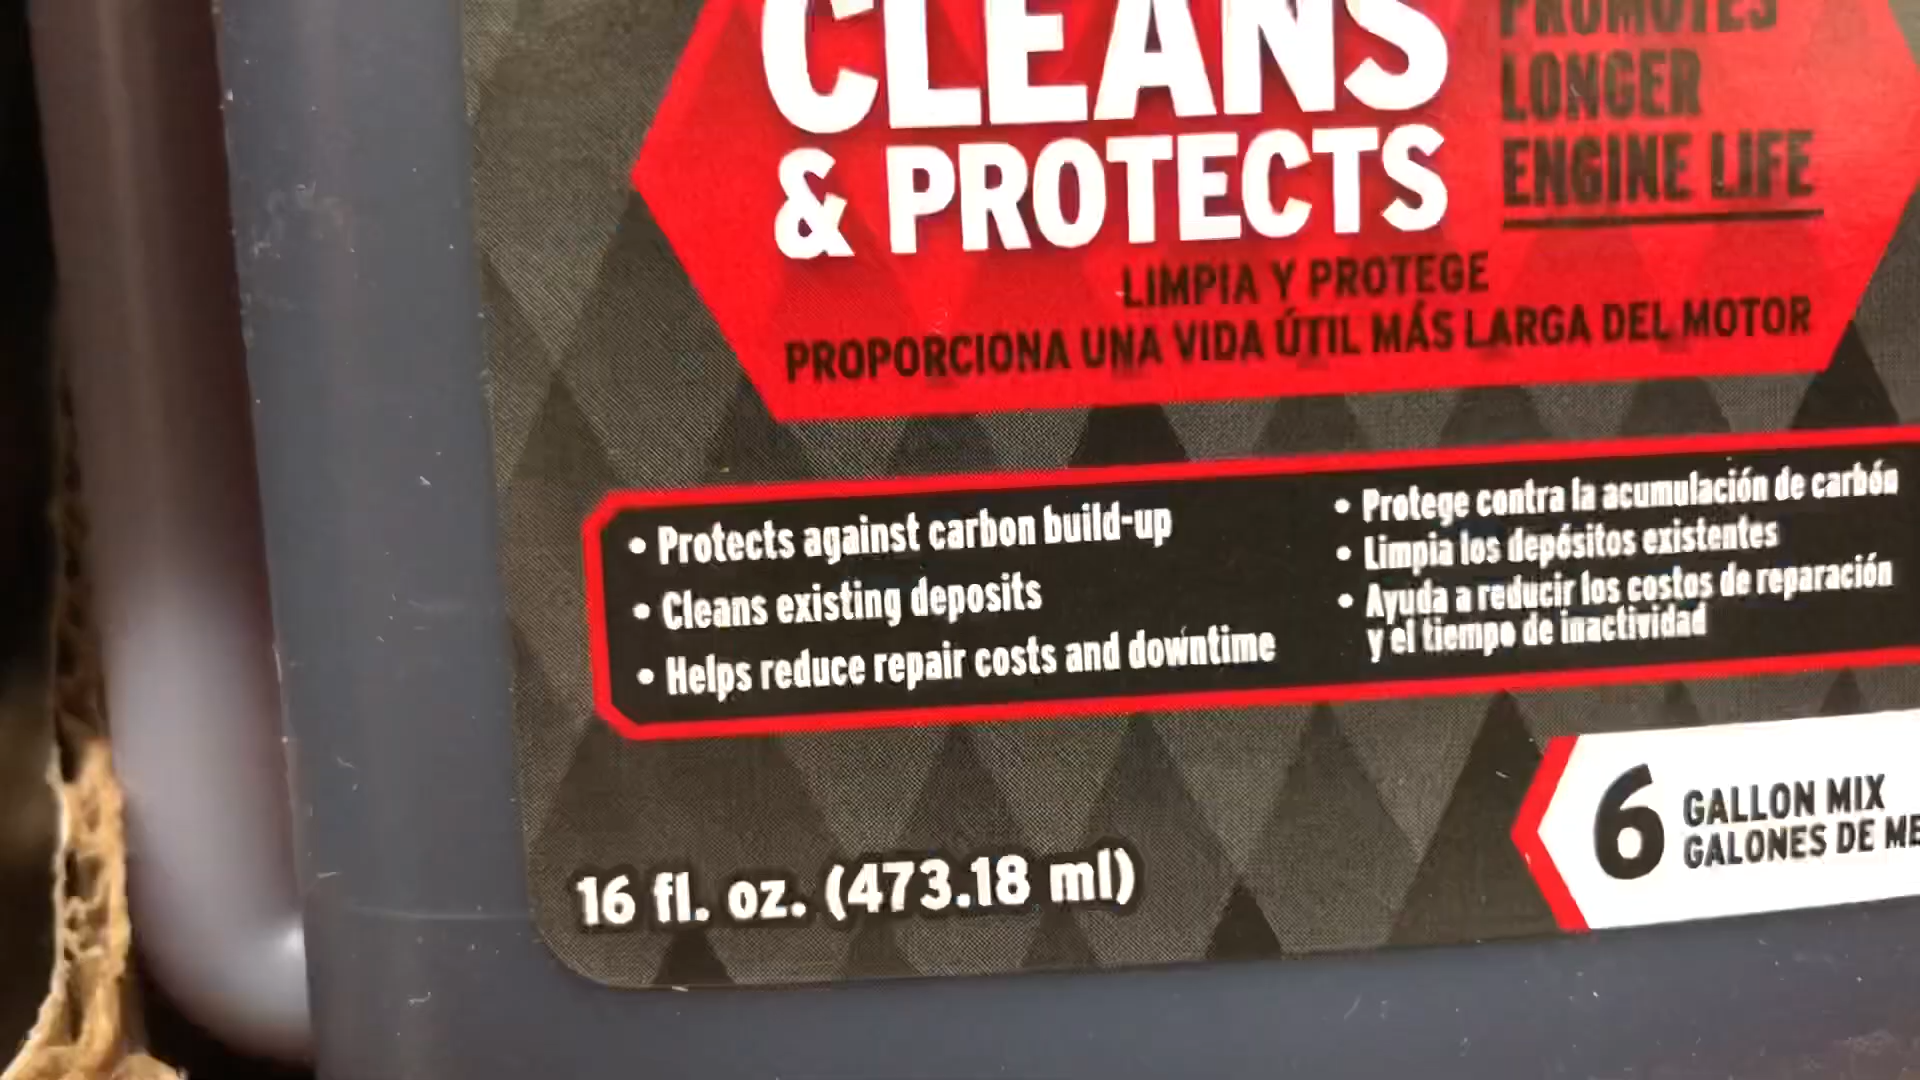 CLEANS
& PROTECTS
PROMOTES
LONGER
ENGINE LIFE
LIMPIA Y PROTEGE
PROPORCIONA UNA VIDA ÚTIL MÁS LARGA DEL MOTOR
• Protects against carbon build-up
• Cleans existing deposits
• Helps reduce repair costs and downtime
• Protege contra la acumulación de carbón
• Limpia los depósitos existentes
• Ayuda a reducir los costos de reparación
y el tiempo de inactividad
6
GALLON MIX
GALONES DE ME
16 fl. oz. (473.18 ml)